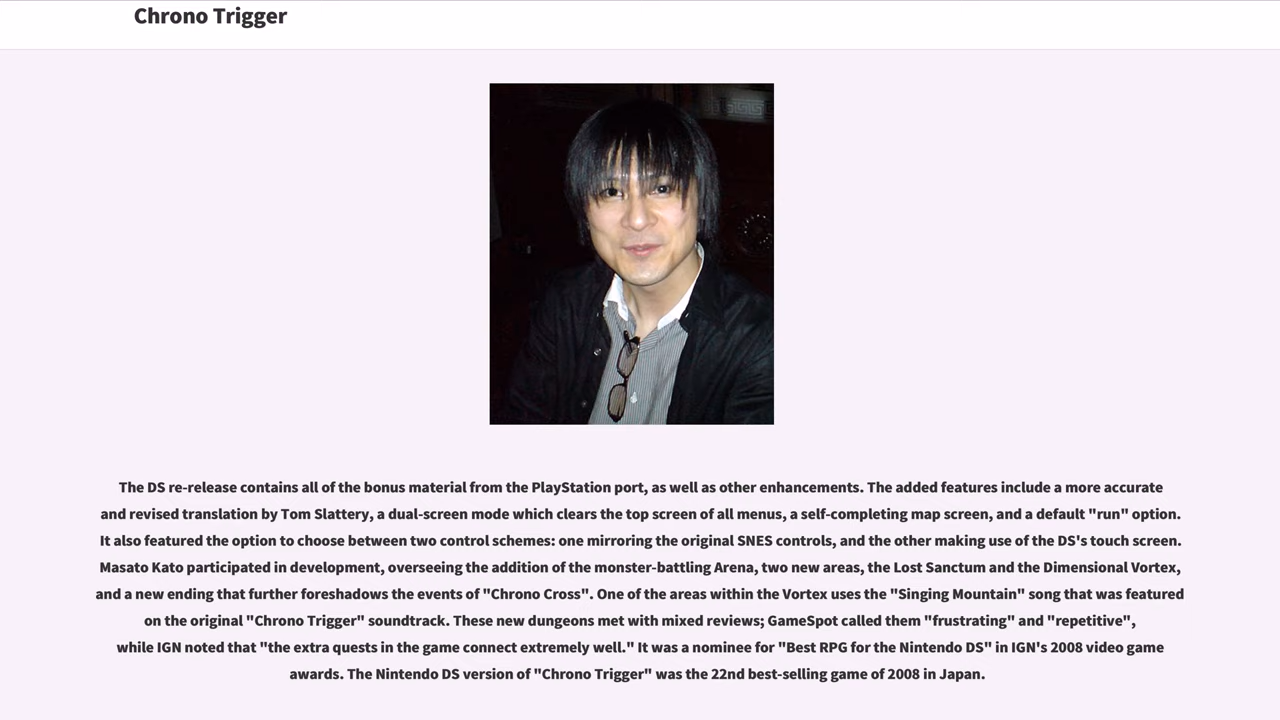 Chrono Trigger
The DS re-release contains all of the bonus material from the PlayStation port, as well as other enhancements. The added features include a more accurate
and revised translation by Tom Slattery, a dual-screen mode which clears the top screen of all menus, a self-completing map screen, and a default "run" option.
It also featured the option to choose between two control schemes: one mirroring the original SNES controls, and the other making use of the DS's touch screen.
Masato Kato participated in development, overseeing the addition of the monster-battling Arena, two new areas, the Lost Sanctum and the Dimensional Vortex,
and a new ending that further foreshadows the events of "Chrono Cross". One of the areas within the Vortex uses the "Singing Mountain" song that was featured
on the original "Chrono Trigger" soundtrack. These new dungeons met with mixed reviews; GameSpot called them "frustrating" and "repetitive",
while IGN noted that "the extra quests in the game connect extremely well." It was a nominee for "Best RPG for the Nintendo DS" in IGN's 2008 video game
awards. The Nintendo DS version of "Chrono Trigger" was the 22nd best-selling game of 2008 in Japan.